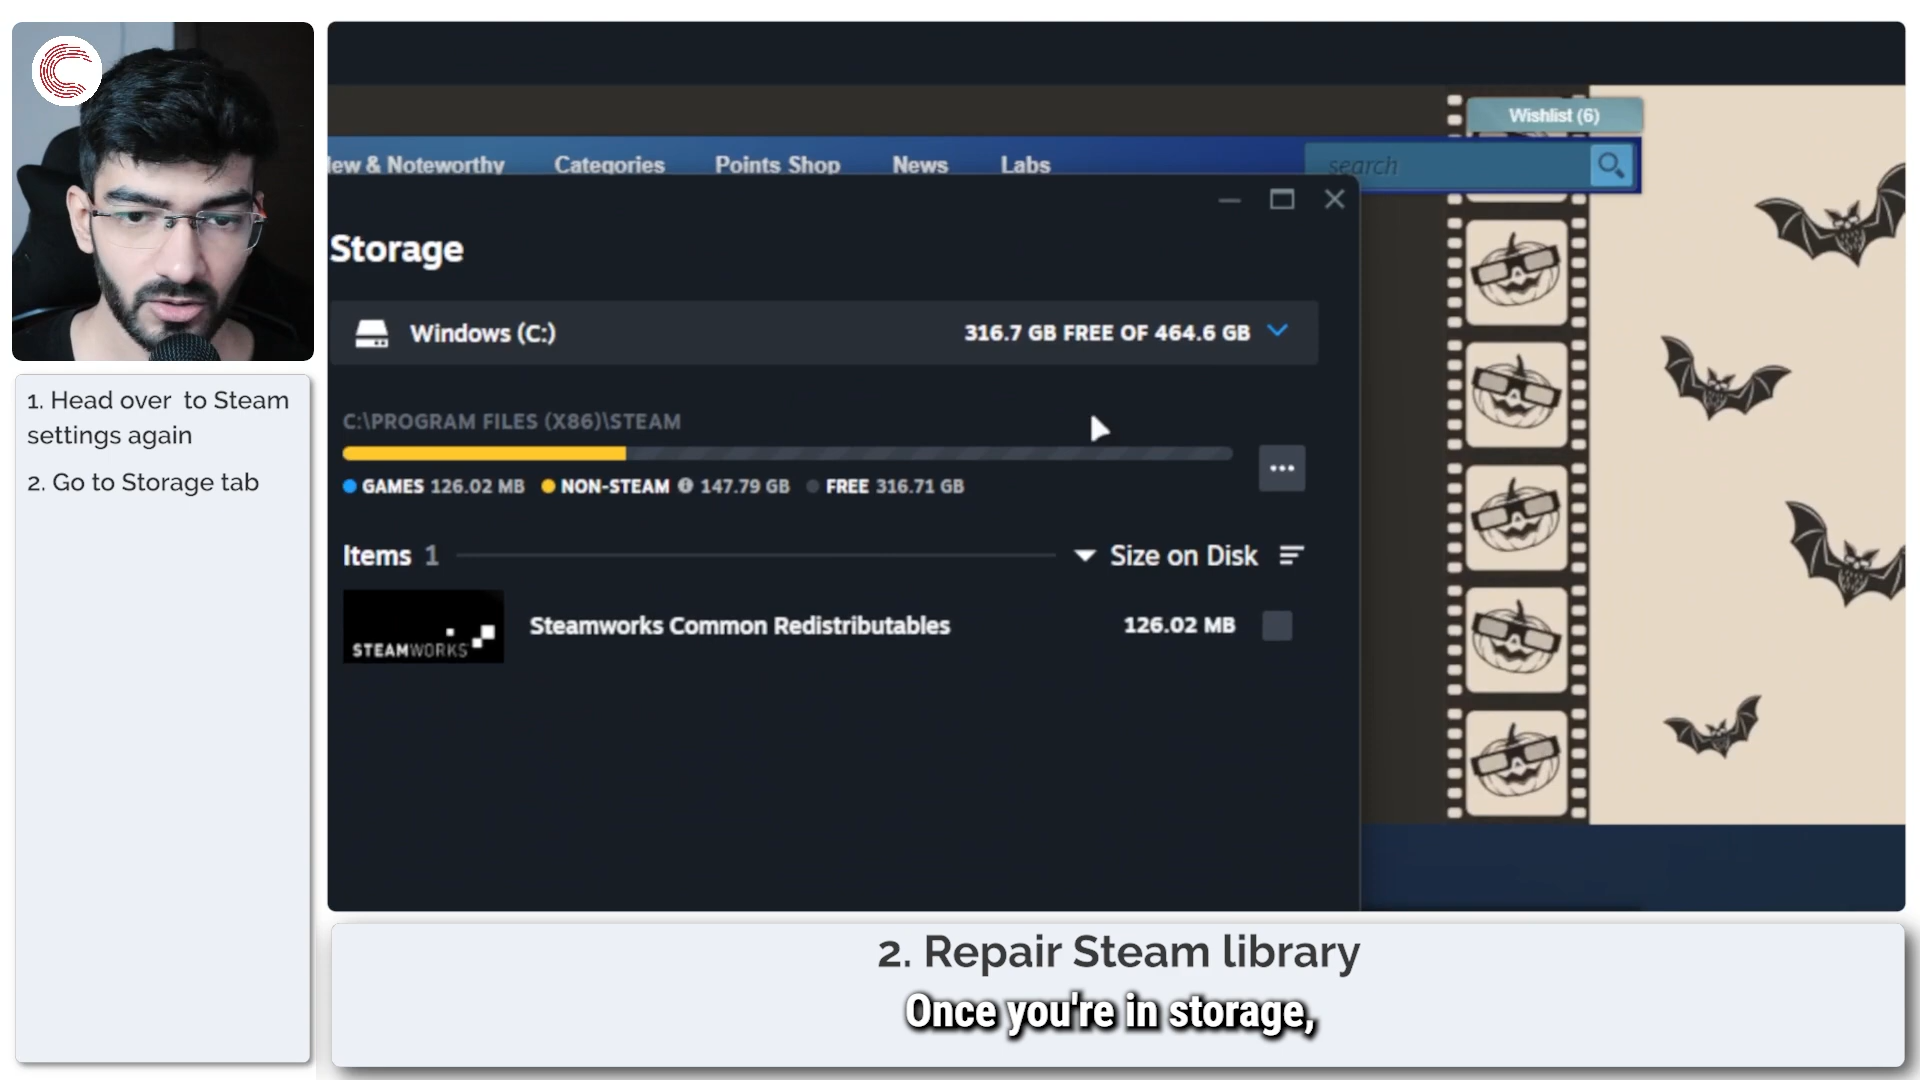 1. Head over to Steam
settings again
2. Go to Storage tab
Wishlist (6)
ew & Noteworthy
Categories
Points Shop
News
Labs
search
Storage
Windows (C:)
316.7 GB FREE OF 464.6 GB
C:\PROGRAM FILES (X86)\STEAM
GAMES 126.02 MB
NON-STEAM 147.79 GB
FREE 316.71 GB
Items 1
Size on Disk
STEAMWORKS
Steamworks Common Redistributables
126.02 MB
2. Repair Steam library
Once you're in storage,